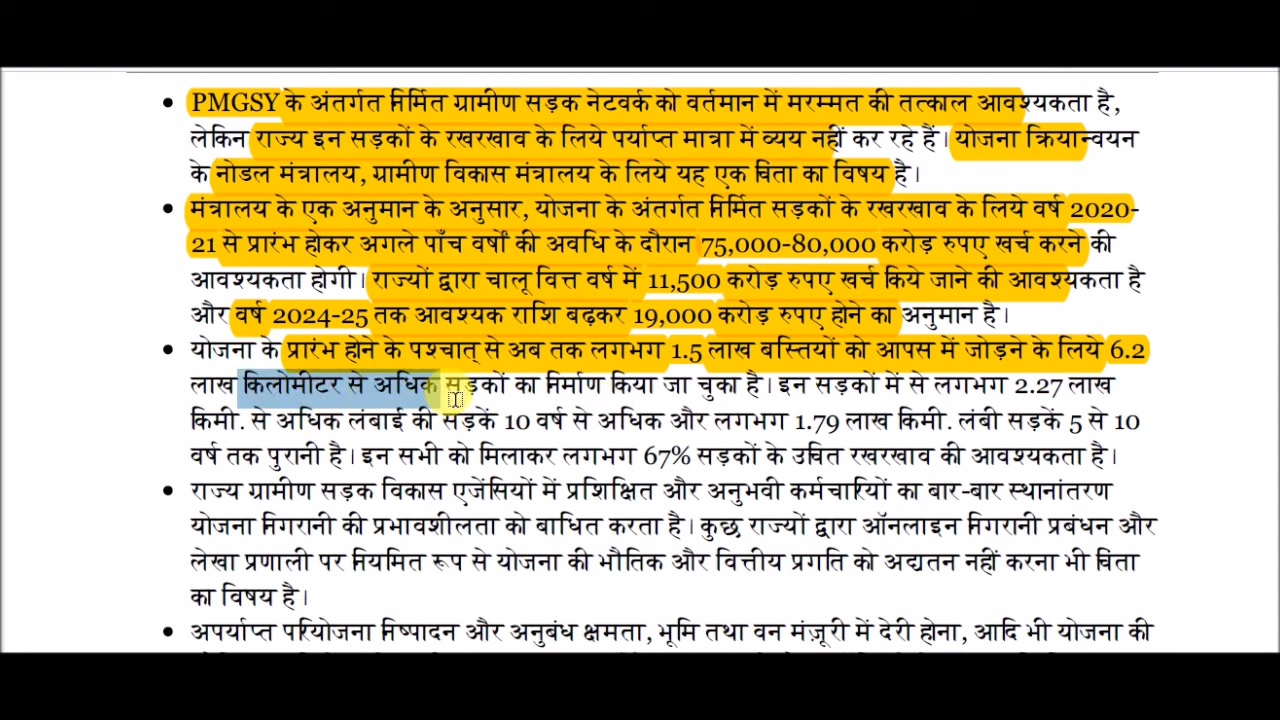 • PMGSY के अंतर्गत निर्मित ग्रामीण सड़क नेटवर्क को वर्तमान में मरम्मत की तत्काल आवश्यकता है,
लेकिन राज्य इन सड़कों के रखरखाव के लिये पर्याप्त मात्रा में व्यय नहीं कर रहे हैं। योजना क्रियान्वयन
के नोडल मंत्रालय, ग्रामीण विकास मंत्रालय के लिये यह एक चिंता का विषय है।
• मंत्रालय के एक अनुमान के अनुसार, योजना के अंतर्गत निर्मित सड़कों के रखरखाव के लिये वर्ष 2020-
21 से प्रारंभ होकर अगले पाँच वर्षों की अवधि के दौरान 75,000-80,000 करोड़ रुपए खर्च करने की
आवश्यकता होगी। राज्यों द्वारा चालू वित्त वर्ष में 11,500 करोड़ रुपए खर्च किये जाने की आवश्यकता है
और वर्ष 2024-25 तक आवश्यक राशि बढ़कर 19,000 करोड़ रुपए होने का अनुमान है।
• योजना के प्रारंभ होने के पश्चात् से अब तक लगभग 1.5 लाख बस्तियों को आपस में जोड़ने के लिये 6.2
लाख किलोमीटर से अधिक सड़कों का निर्माण किया जा चुका है। इन सड़कों में से लगभग 2.27 लाख
किमी. से अधिक लंबाई की सड़कें 10 वर्ष से अधिक और लगभग 1.79 लाख किमी. लंबी सड़कें 5 से 10
वर्ष तक पुरानी है। इन सभी को मिलाकर लगभग 67% सड़कों के उचित रखरखाव की आवश्यकता है।
• राज्य ग्रामीण सड़क विकास एजेंसियों में प्रशिक्षित और अनुभवी कर्मचारियों का बार-बार स्थानांतरण
योजना निगरानी की प्रभावशीलता को बाधित करता है। कुछ राज्यों द्वारा ऑनलाइन निगरानी प्रबंधन और
लेखा प्रणाली पर नियमित रूप से योजना की भौतिक और वित्तीय प्रगति को अद्यतन नहीं करना भी चिंता
का विषय है।
• अपर्याप्त परियोजना निष्पादन और अनुबंध क्षमता, भूमि तथा वन मंज़ूरी में देरी होना, आदि भी योजना की